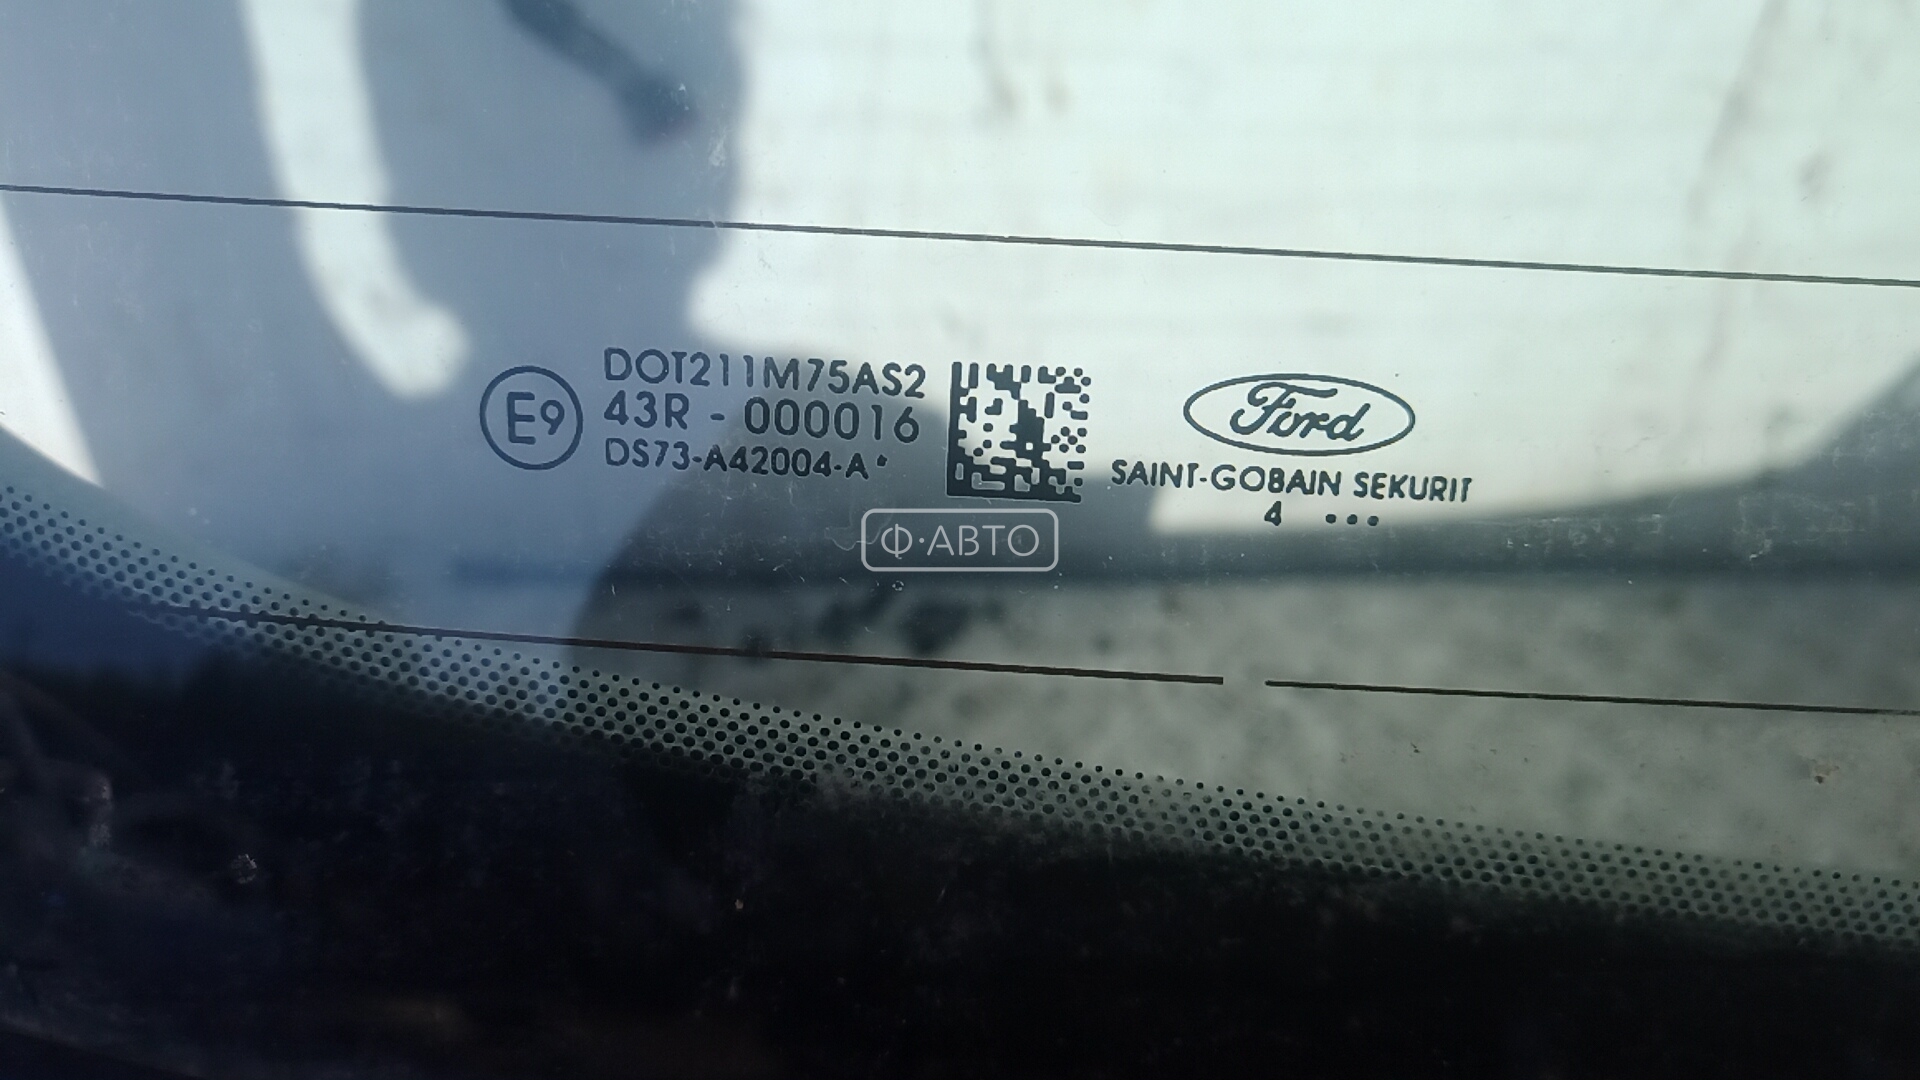 E9
DOT211M75AS2
43R - 000016
DS73-A42004-A*
Ford
SAINT-GOBAIN SEKURIT
4 ...
Ф·АВТО